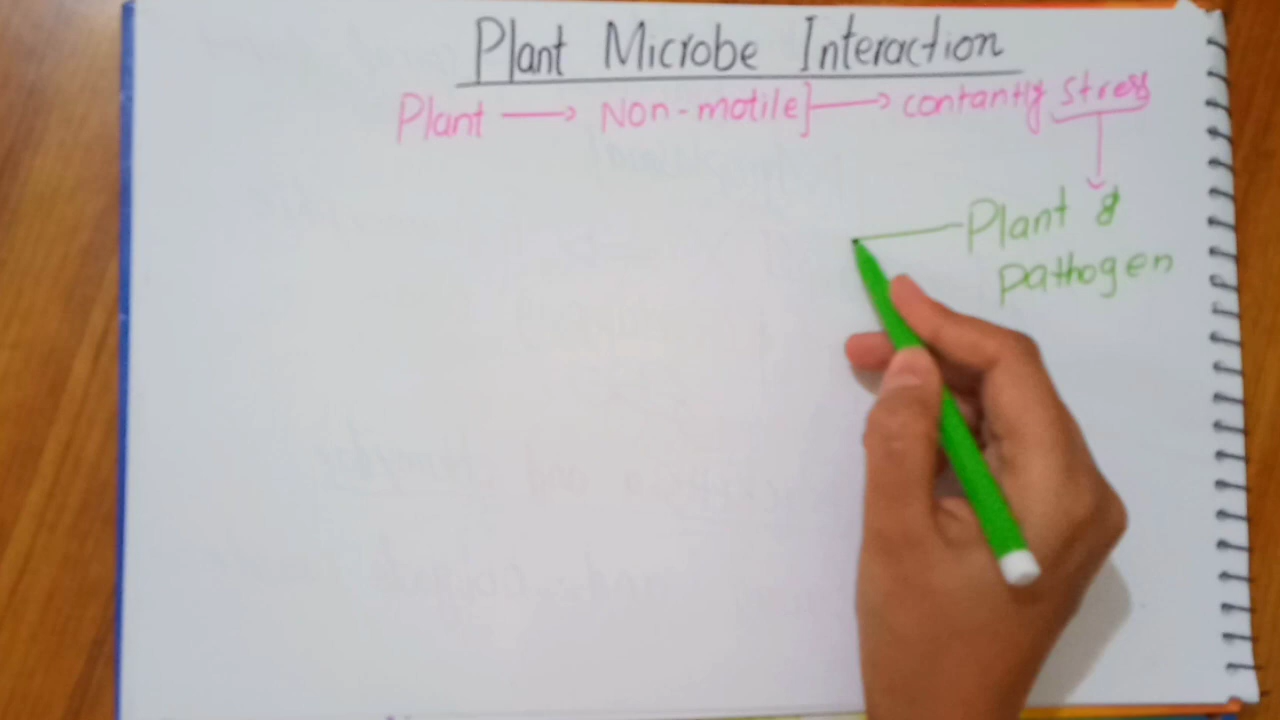 Plant Microbe Interaction
Plant → Non-motile] → contantly stress
Plant &
pathogen